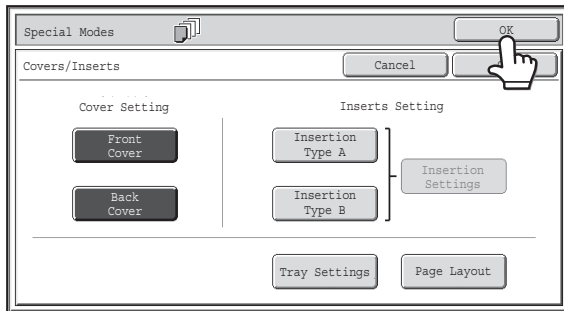 Special Modes
OK
Covers/Inserts
Cancel
Cover Setting
Inserts Setting
Front
Cover
Insertion
Type A
Insertion
Settings
Back
Cover
Insertion
Type B
Tray Settings
Page Layout